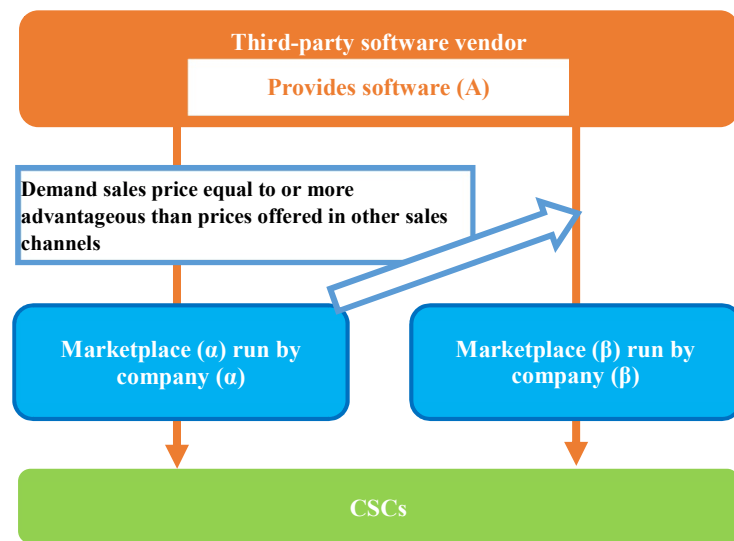 Third-party software vendor
Provides software (A)
Demand sales price equal to or more
advantageous than prices offered in other sales
channels
Marketplace (α) run by
company (α)
Marketplace (β) run by
company (β)
CSCs